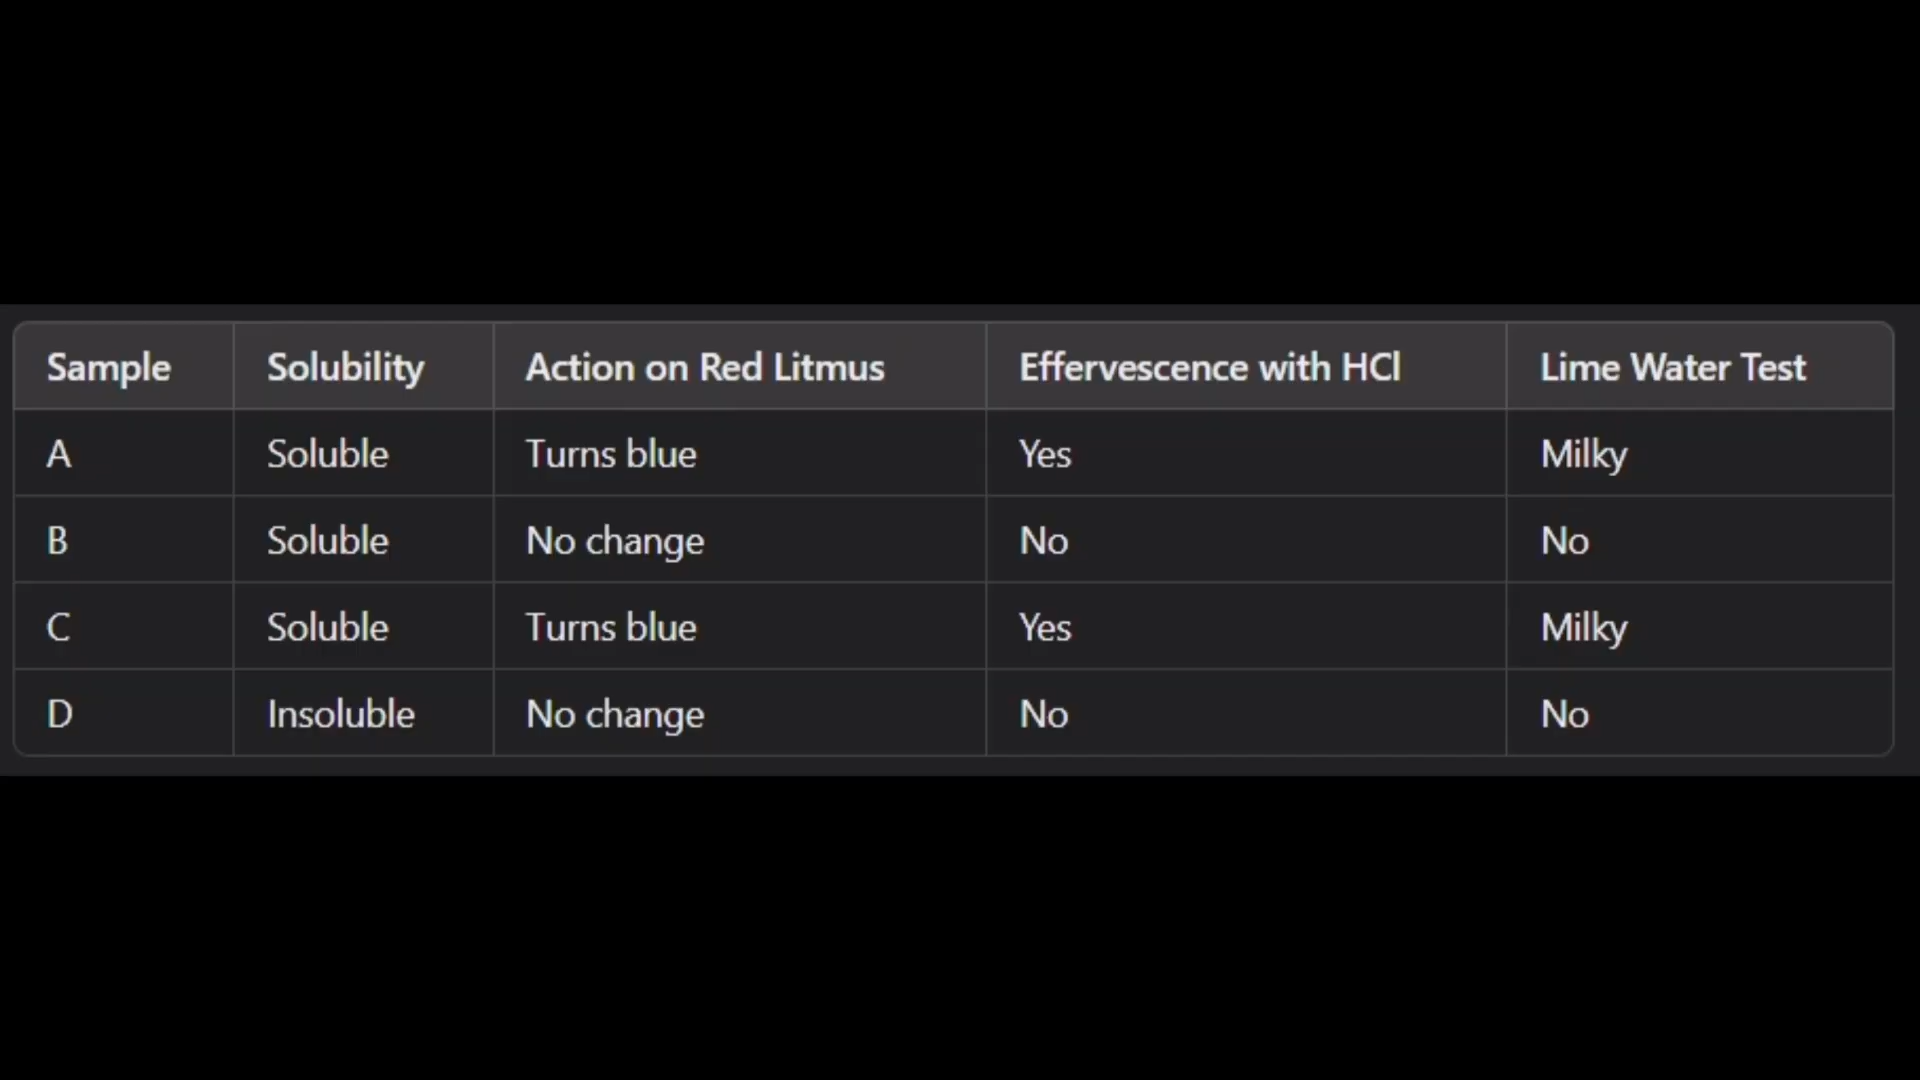 Sample Solubility Action on Red Litmus Effervescence with HCl Lime Water Test
A Soluble Turns blue Yes Milky
B Soluble No change No No
C Soluble Turns blue Yes Milky
D Insoluble No change No No